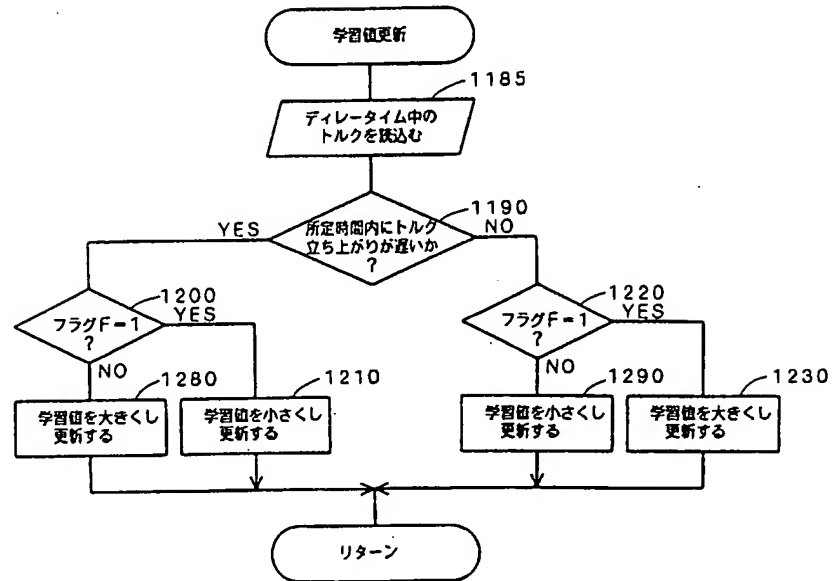 学習値更新
1185
ディレータイム中の
トルクを読込む
1190
YES
所定時間内にトルク
立ち上がりが遅いか
?
NO
1200
フラグF=1
?
YES
NO
1220
フラグF=1
?
YES
NO
1280
学習値を大きくし
更新する
1210
学習値を小さくし
更新する
1290
学習値を小さくし
更新する
1230
学習値を大きくし
更新する
リターン